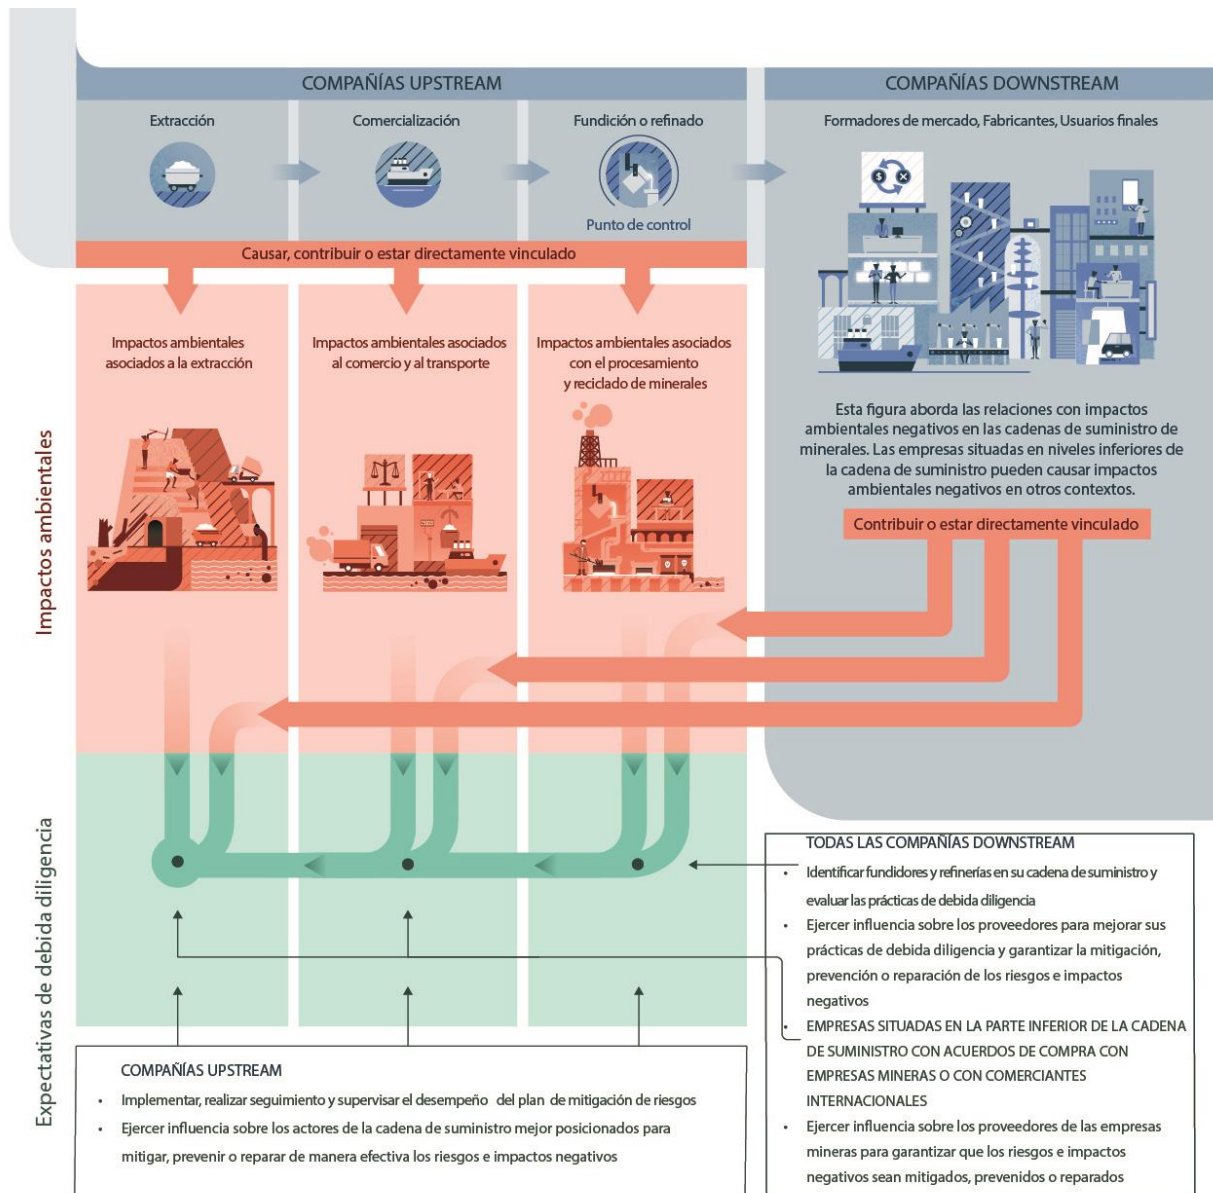 COMPAÑÍAS UPSTREAM
COMPAÑÍAS DOWNSTREAM
Extracción
Comercialización
Fundición o refinado
Punto de control
Formadores de mercado, Fabricantes, Usuarios finales
Causar, contribuir o estar directamente vinculado
Impactos ambientales
Impactos ambientales
asociados a la extracción
Impactos ambientales asociados
al comercio y al transporte
Impactos ambientales asociados
con el procesamiento
y reciclado de minerales
Esta figura aborda las relaciones con impactos
ambientales negativos en las cadenas de suministro de
minerales. Las empresas situadas en niveles inferiores de
la cadena de suministro pueden causar impactos
ambientales negativos en otros contextos.
Contribuir o estar directamente vinculado
Expectativas de debida diligencia
COMPAÑÍAS UPSTREAM
• Implementar, realizar seguimiento y supervisar el desempeño del plan de mitigación de riesgos
• Ejercer influencia sobre los actores de la cadena de suministro mejor posicionados para
mitigar, prevenir o reparar de manera efectiva los riesgos e impactos negativos
TODAS LAS COMPAÑÍAS DOWNSTREAM
• Identificar fundidores y refinerías en su cadena de suministro y
evaluar las prácticas de debida diligencia
• Ejercer influencia sobre los proveedores para mejorar sus
prácticas de debida diligencia y garantizar la mitigación,
prevención o reparación de los riesgos e impactos
negativos
• EMPRESAS SITUADAS EN LA PARTE INFERIOR DE LA CADENA
DE SUMINISTRO CON ACUERDOS DE COMPRA CON
EMPRESAS MINERAS O CON COMERCIANTES
INTERNACIONALES
• Ejercer influencia sobre los proveedores de las empresas
mineras para garantizar que los riesgos e impactos
negativos sean mitigados, prevenidos o reparados